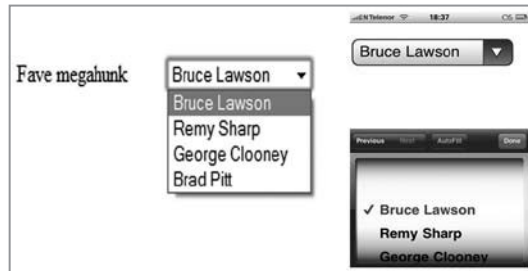 Fave megahunk
Bruce Lawson
Bruce Lawson
Remy Sharp
George Clooney
Brad Pitt
Telenor 18:37
Bruce Lawson
Previous Next AutoFill Done
✓ Bruce Lawson
Remy Sharp
George Clooney